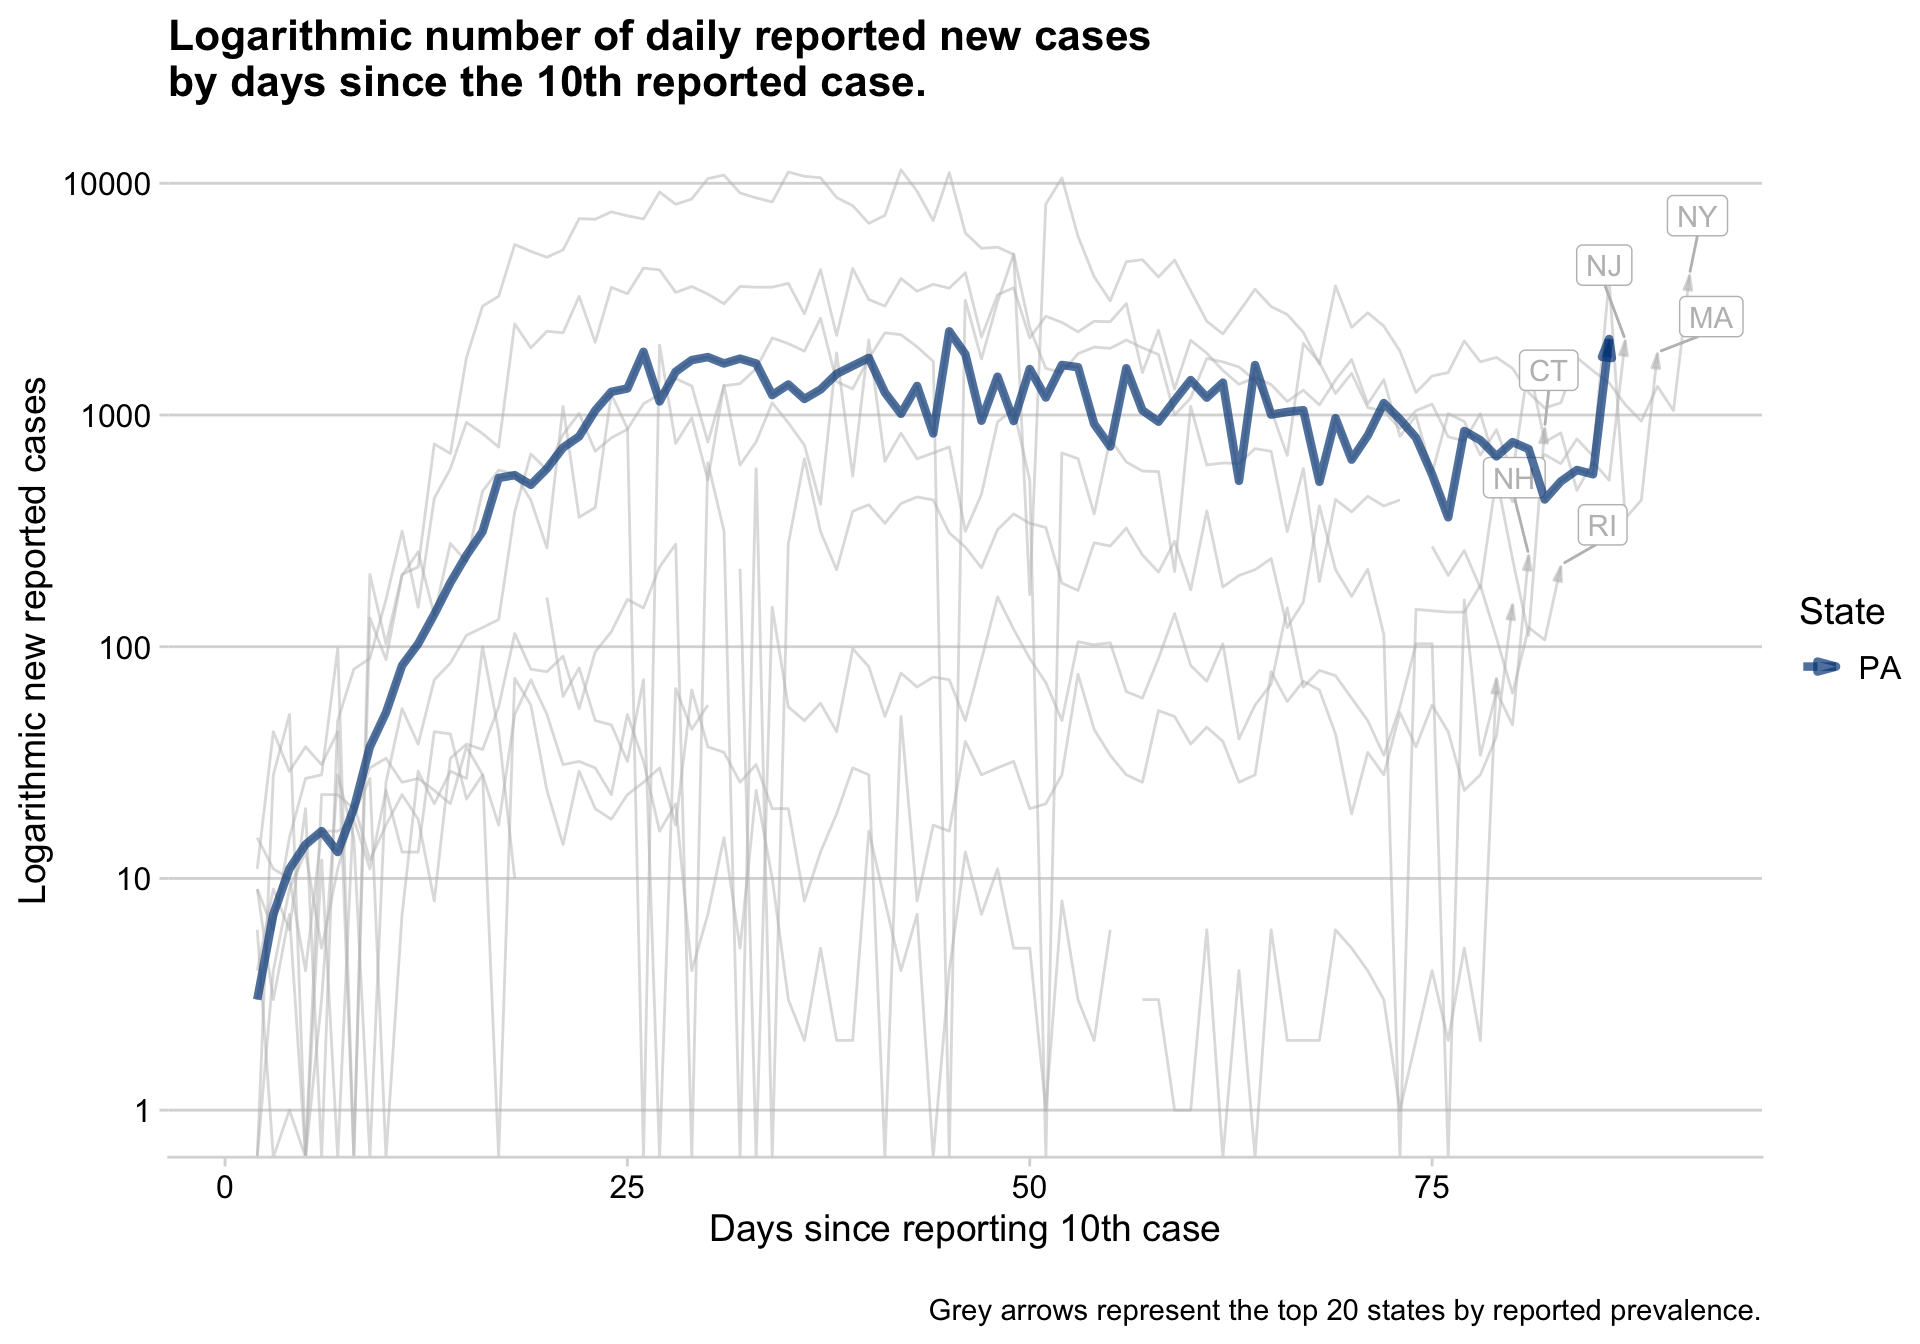 Logarithmic number of daily reported new cases
by days since the 10th reported case.
Logarithmic new reported cases
10000
1000
100
10
1
NY
NJ
MA
CT
NH
RI
State
PA
0
25
50
75
Days since reporting 10th case
Grey arrows represent the top 20 states by reported prevalence.